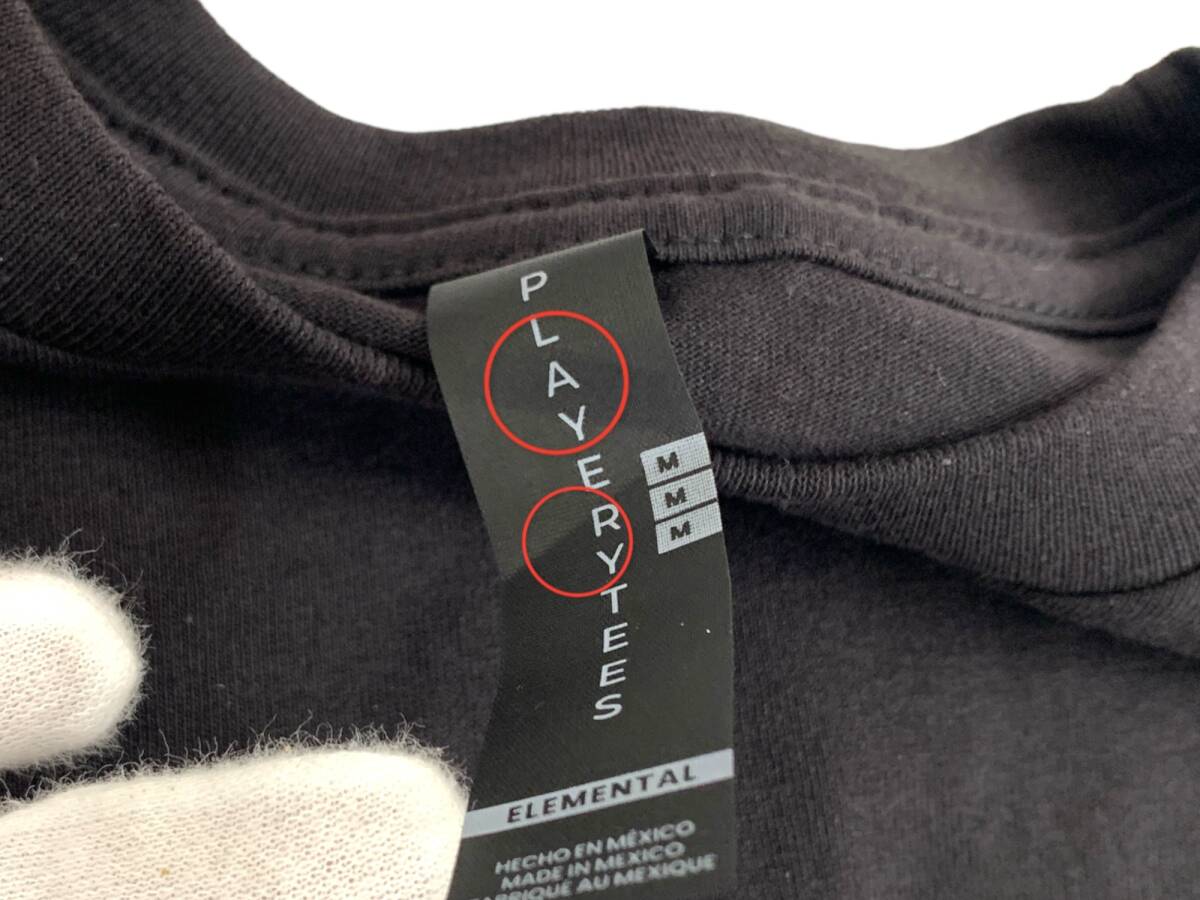 PLAYERYTEES
M
M
M
ELEMENTAL
HECHO EN MÉXICO
MADE IN MEXICO
FABRIQUÉ AU MEXIQUE